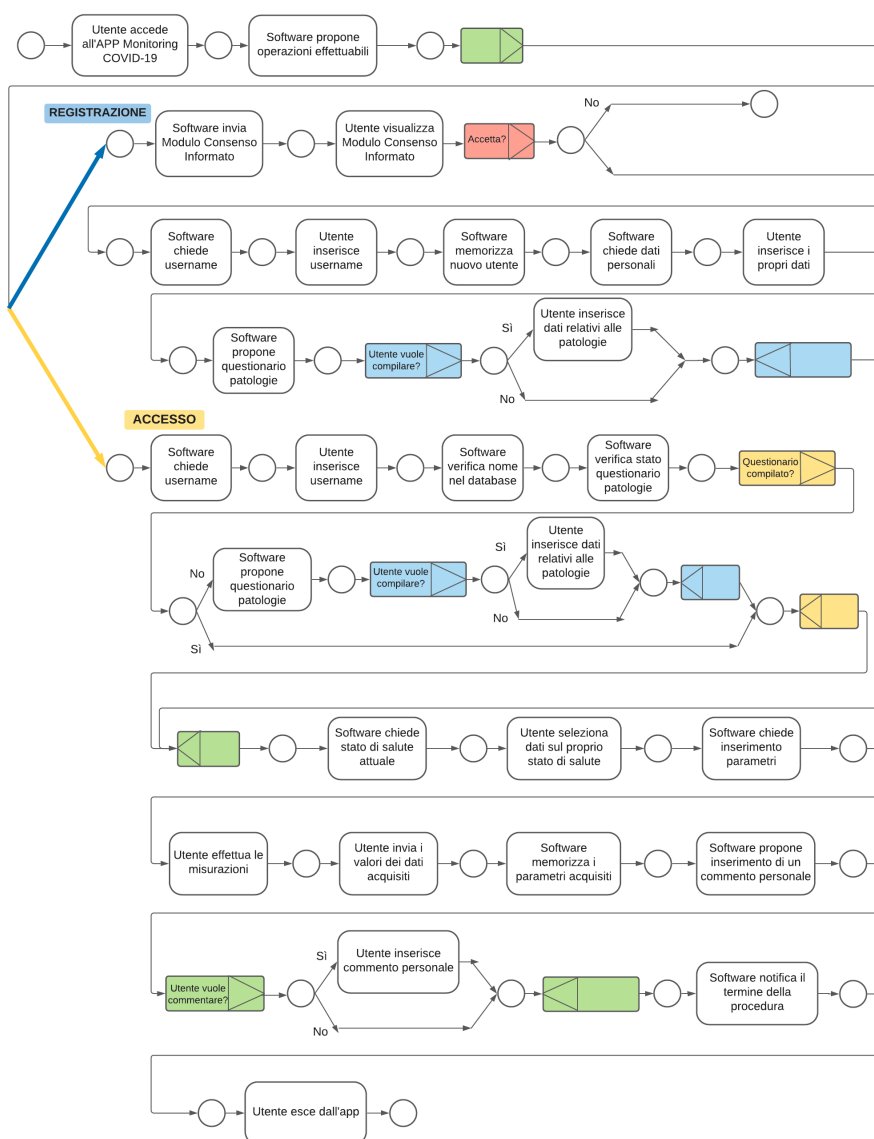 Utente accede
all'APP Monitoring
COVID-19
Software propone
operazioni effettuabili
REGISTRAZIONE
Software invia
Modulo Consenso
Informato
Utente visualizza
Modulo Consenso
Informato
Accetta?
No
Software
chiede
username
Utente
inserisce
username
Software
memorizza
nuovo utente
Software
chiede dati
personali
Utente
inserisce i
propri dati
Software
propone
questionario
patologie
Utente vuole
compilare?
Sì
Utente inserisce
dati relativi alle
patologie
No
ACCESSO
Software
chiede
username
Utente
inserisce
username
Software
verifica nome
nel database
Software
verifica stato
questionario
patologie
Questionario
compilato?
No
Software
propone
questionario
patologie
Utente vuole
compilare?
Sì
Utente
inserisce dati
relativi alle
patologie
No
Sì
Software chiede
stato di salute
attuale
Utente seleziona
dati sul proprio
stato di salute
Software chiede
inserimento
parametri
Utente effettua le
misurazioni
Utente invia i
valori dei dati
acquisiti
Software
memorizza i
parametri acquisiti
Software propone
inserimento di un
commento personale
Utente vuole
commentare?
Sì
Utente inserisce
commento personale
No
Software notifica il
termine della
procedura
Utente esce dall'app